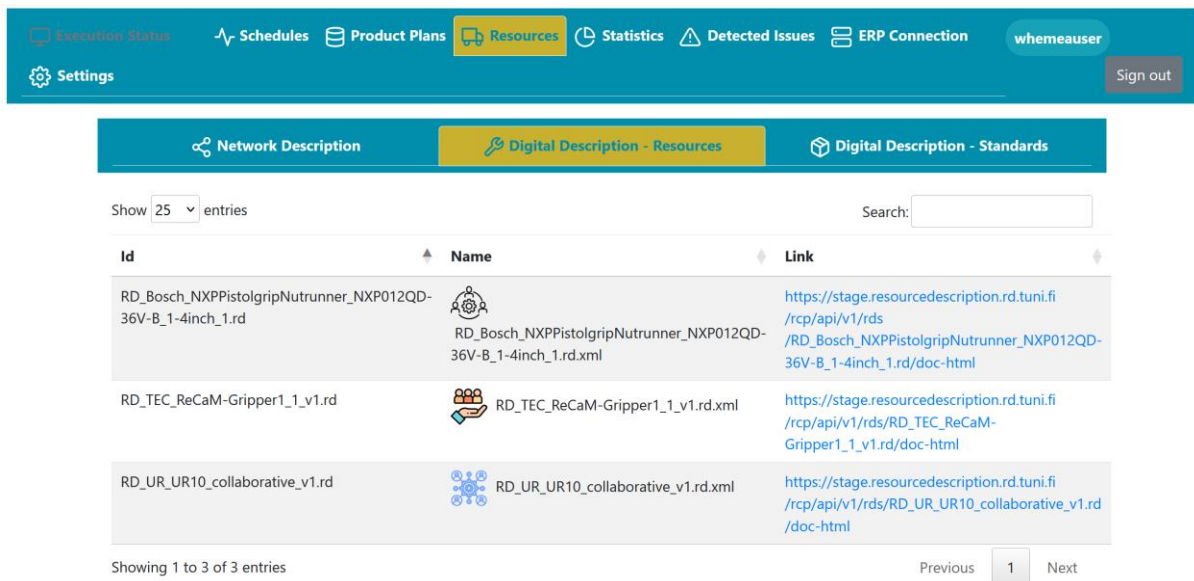 Execution Status Schedules Product Plans Resources Statistics Detected Issues ERP Connection whemeauser
Settings Sign out
Network Description Digital Description - Resources Digital Description - Standards
Show 25 entries Search:
Id Name Link
RD_Bosch_NXPPistolgripNutrunner_NXP012QD-
36V-B_1-4inch_1.rd
RD_Bosch_NXPPistolgripNutrunner_NXP012QD-
36V-B_1-4inch_1.rd.xml
https://stage.resourcedescription.rd.tuni.fi
/rcp/api/v1/rds
/RD_Bosch_NXPPistolgripNutrunner_NXP012QD-
36V-B_1-4inch_1.rd/doc-html
RD_TEC_ReCaM-Gripper1_1_v1.rd
RD_TEC_ReCaM-Gripper1_1_v1.rd.xml
https://stage.resourcedescription.rd.tuni.fi
/rcp/api/v1/rds/RD_TEC_ReCaM-
Gripper1_1_v1.rd/doc-html
RD_UR_UR10_collaborative_v1.rd
RD_UR_UR10_collaborative_v1.rd.xml
https://stage.resourcedescription.rd.tuni.fi
/rcp/api/v1/rds/RD_UR_UR10_collaborative_v1.rd
/doc-html
Showing 1 to 3 of 3 entries Previous 1 Next